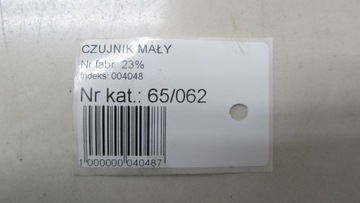 CZUJNIK MAŁY
Nr fabr 23%
Indeks: 004048
Nr kat.: 65/062
1 000000 040487